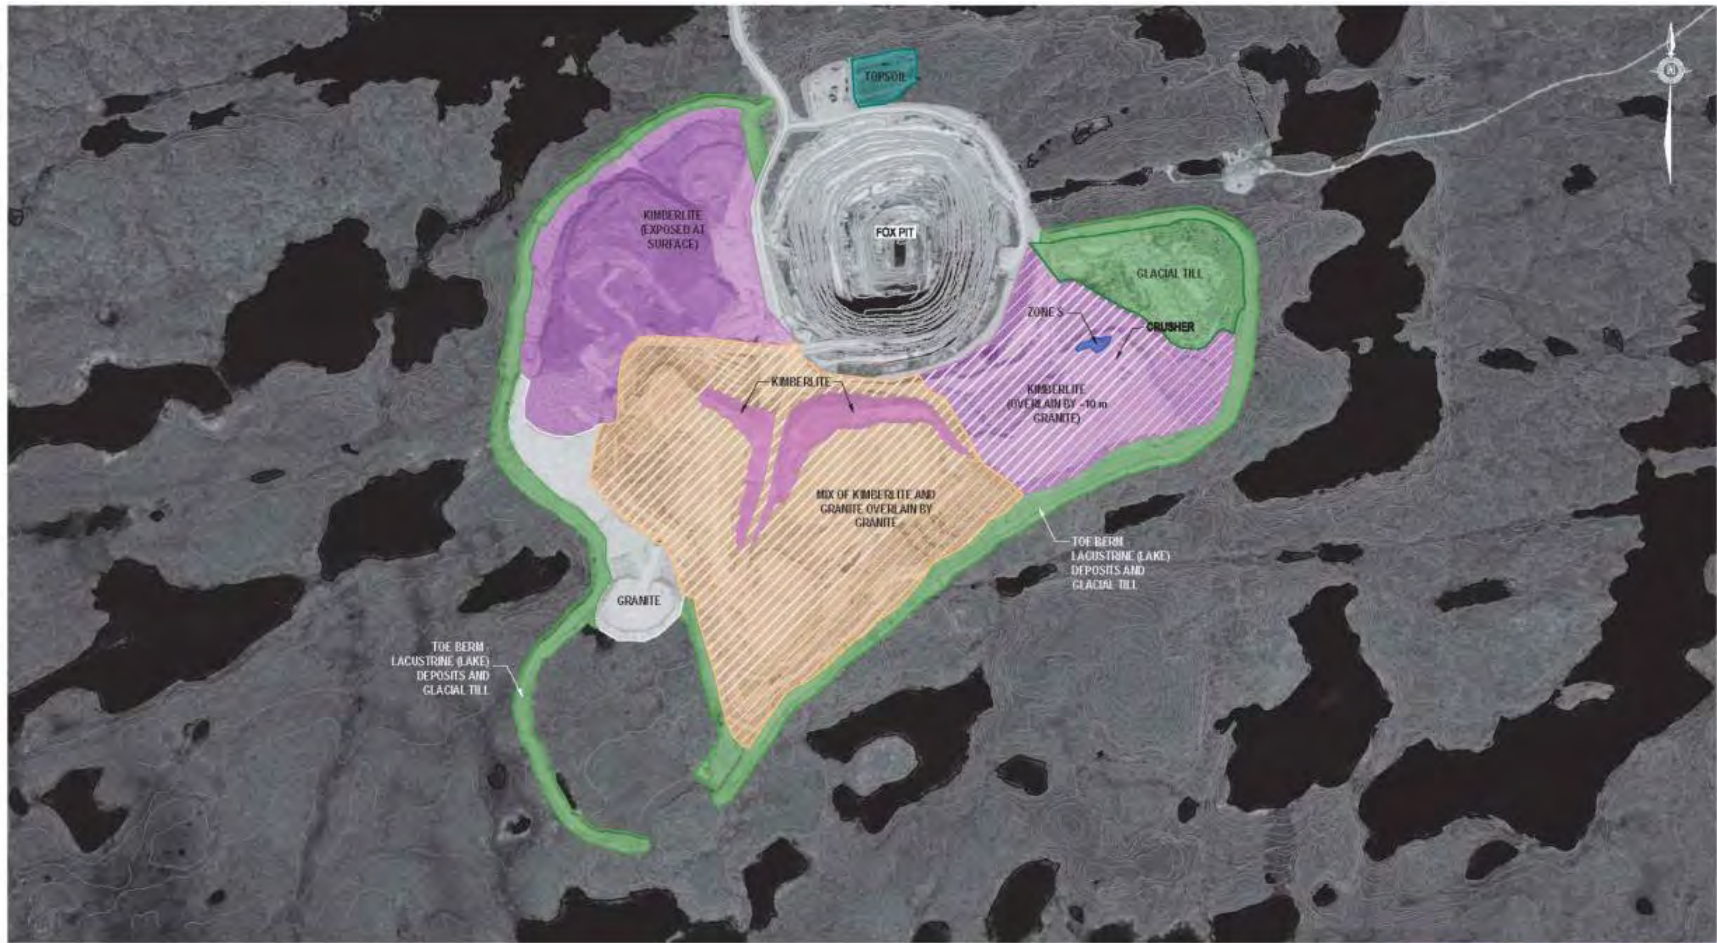 TOPSOIL
N
KIMBERLITE
(EXPOSED AT
SURFACE)
FOX PIT
GLACIAL TILL
ZONE S
CRUSHER
KIMBERLITE
KIMBERLITE
(OVERLAIN BY ~10 m
GRANITE)
MIX OF KIMBERLITE AND
GRANITE OVERLAIN BY
GRANITE
TOE BERM
LACUSTRINE (LAKE)
DEPOSITS AND
GLACIAL TILL
GRANITE
TOE BERM
LACUSTRINE (LAKE)
DEPOSITS AND
GLACIAL TILL